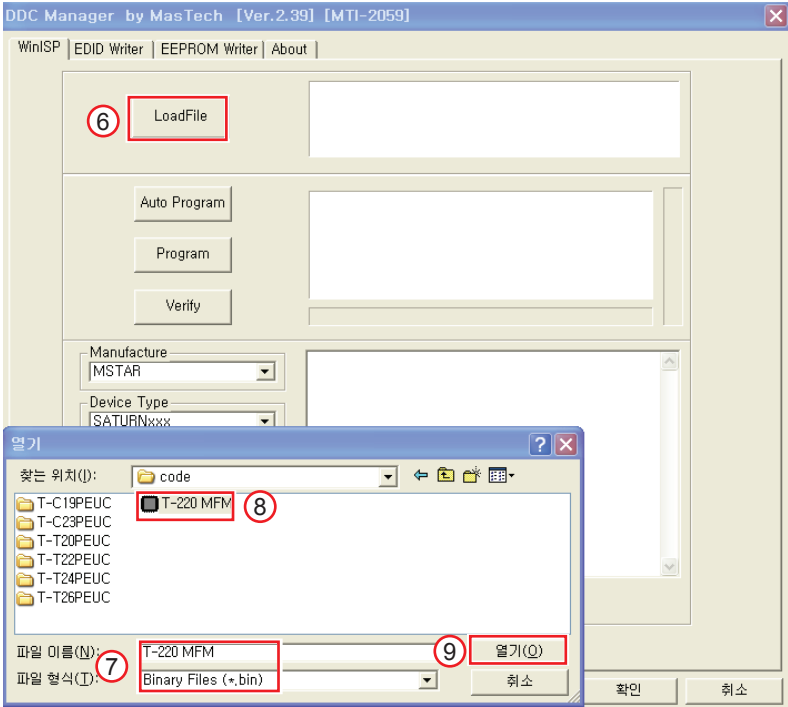 DDC Manager by MasTech [Ver.2.39] [MTI-2059]
WinISP EDID Writer EEPROM Writer About
⑥ LoadFile
Auto Program
Program
Verify
Manufacture
MSTAR
Device Type
SATURNxxx
열기
찾는 위치(I): code
T-C19PEUC T-220 MFM ⑧
T-C23PEUC
T-T20PEUC
T-T22PEUC
T-T24PEUC
T-T26PEUC
파일 이름(N): T-220 MFM ⑨ 열기(O)
⑦
파일 형식(T): Binary Files (*.bin) 취소
확인 취소